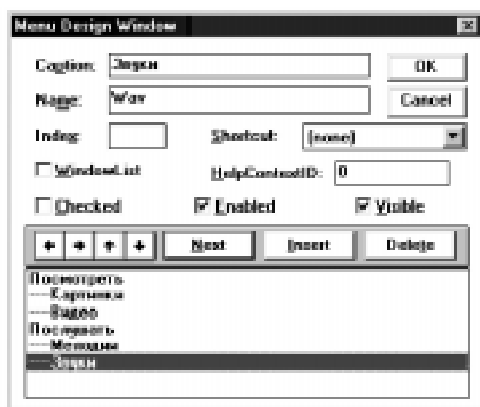 Menu Design Window
Caption: Звуки
OK
Name: Wav
Cancel
Index:
Shortcut: (none)
WindowList
HelpContextID: 0
Checked
Enabled
Visible
Next
Insert
Delete
Посмотреть
----Картинки
----Видео
Послушать
----Мелодии
----Звуки